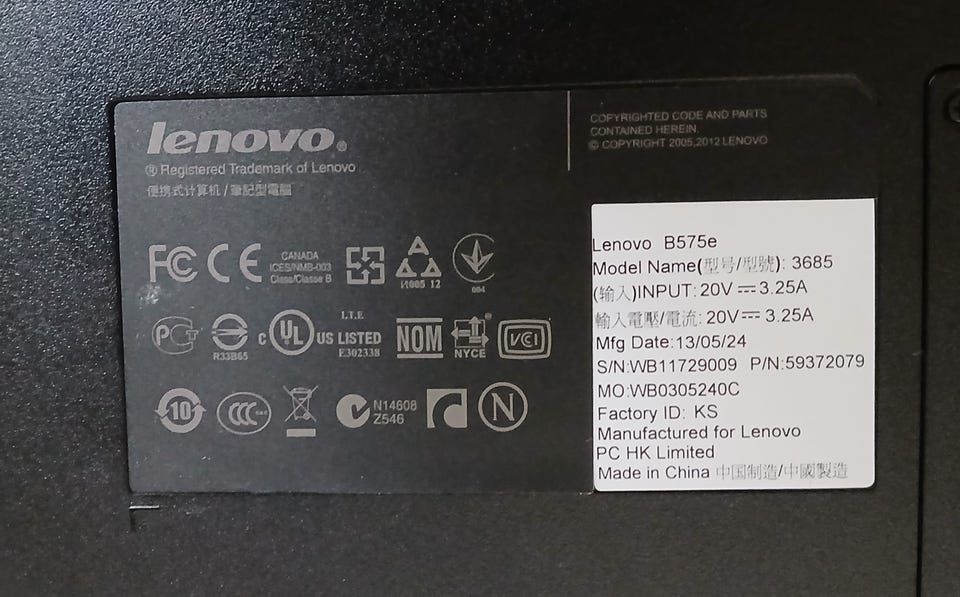 lenovo.
® Registered Trademark of Lenovo
便携式计算机 / 筆記型電腦
COPYRIGHTED CODE AND PARTS
CONTAINED HEREIN.
© COPYRIGHT 2005,2012 LENOVO
FC CE
CANADA
ICES/NMB-003
Class/Classe B
И005 12
004
PG
R33B65
c UL US LISTED
I.T.E
E302338
NOM
NYCE
VCI
10
CCC
N14608
Z546
N
Lenovo B575e
Model Name(型号/型號): 3685
(输入)INPUT: 20V ⎓ 3.25A
輸入電壓/電流: 20V ⎓ 3.25A
Mfg Date:13/05/24
S/N:WB11729009 P/N:59372079
MO:WB0305240C
Factory ID: KS
Manufactured for Lenovo
PC HK Limited
Made in China 中国制造/中國製造